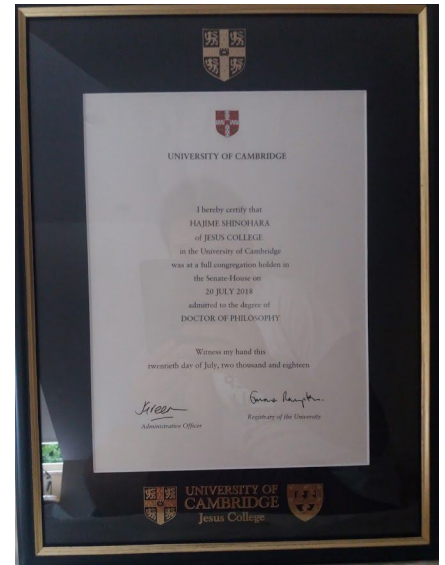 UNIVERSITY OF CAMBRIDGE
I hereby certify that
HAJIME SHINOHARA
of JESUS COLLEGE
in the University of Cambridge
was at a full congregation holden in
the Senate-House on
20 JULY 2018
admitted to the degree of
DOCTOR OF PHILOSOPHY
Witness my hand this
twentieth day of July, two thousand and eighteen
Administrative Officer
Registrary of the University
UNIVERSITY OF
CAMBRIDGE
Jesus College